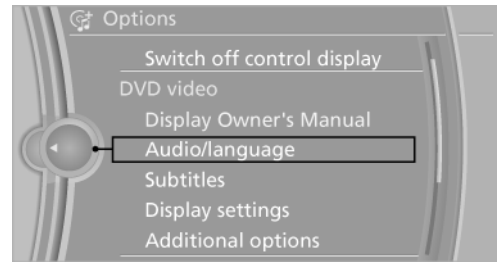 Options
Switch off control display
DVD video
Display Owner's Manual
Audio/language
Subtitles
Display settings
Additional options